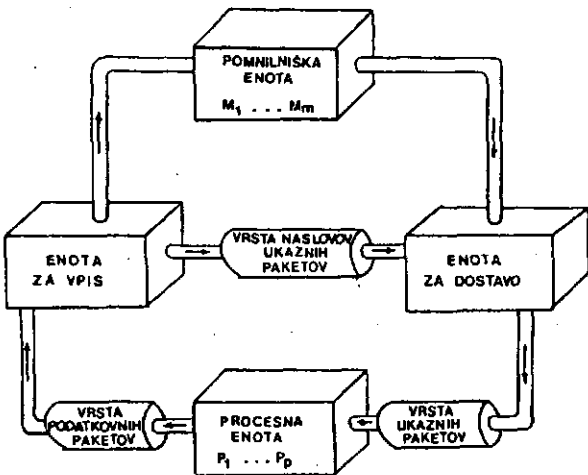 POMNILNIŠKA
ENOTA
M₁ . . . Mm
ENOTA
ZA VPIS
VRSTA NASLOVOV
UKAZNIH
PAKETOV
ENOTA
ZA DOSTAVO
VRSTA
PODATKOVNIH
PAKETOV
PROCESNA
ENOTA
P₁ . . . Pp
VRSTA
UKAZNIH
PAKETOV